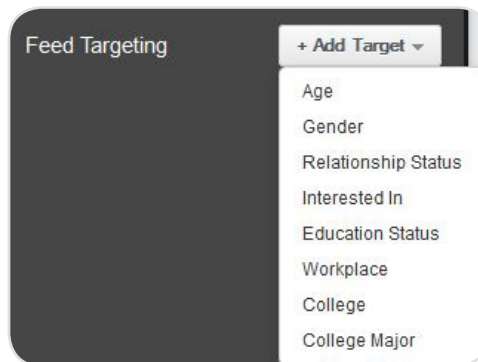 Feed Targeting + Add Target
Age
Gender
Relationship Status
Interested In
Education Status
Workplace
College
College Major